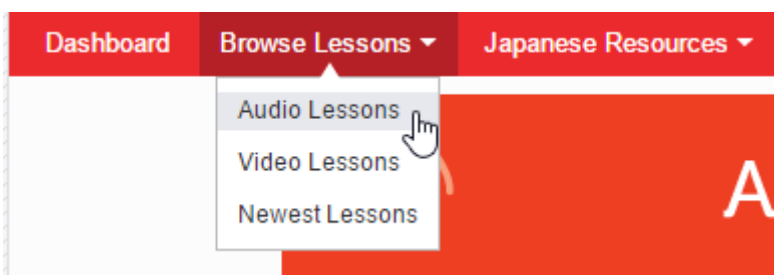 Dashboard Browse Lessons Japanese Resources
Audio Lessons
Video Lessons
Newest Lessons
A